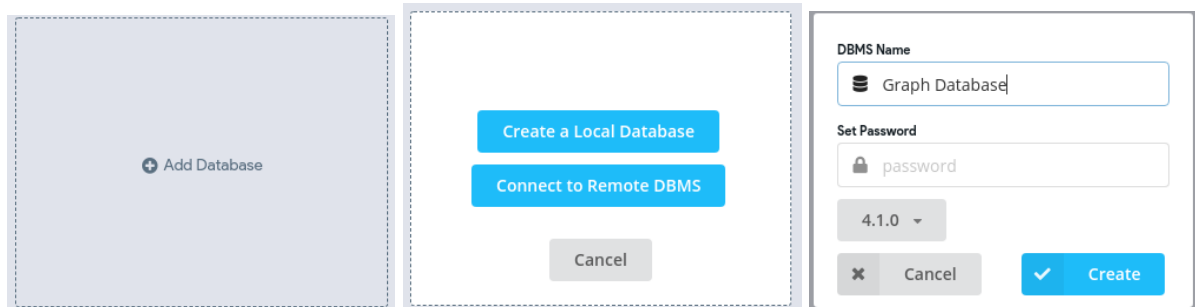 Add Database
Create a Local Database
Connect to Remote DBMS
Cancel
DBMS Name
Graph Database
Set Password
password
4.1.0
Cancel
Create